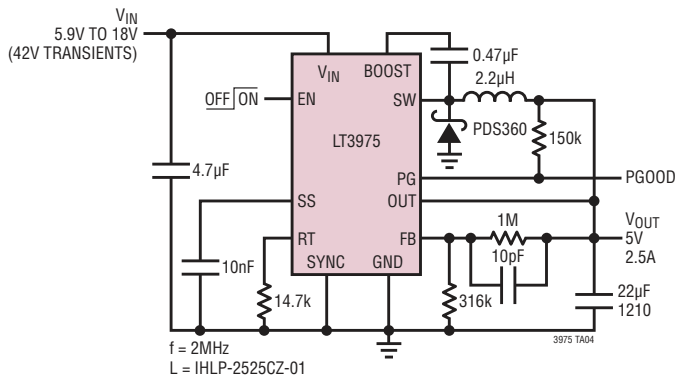 VIN
5.9V TO 18V
(42V TRANSIENTS)
VIN
BOOST
0.47µF
2.2µH
OFF ON
EN
SW
PDS360
150k
LT3975
4.7µF
PG
PGOOD
SS
OUT
1M
VOUT
5V
2.5A
RT
FB
10pF
SYNC
GND
10nF
14.7k
316k
22µF
1210
3975 TA04
f = 2MHz
L = IHLP-2525CZ-01